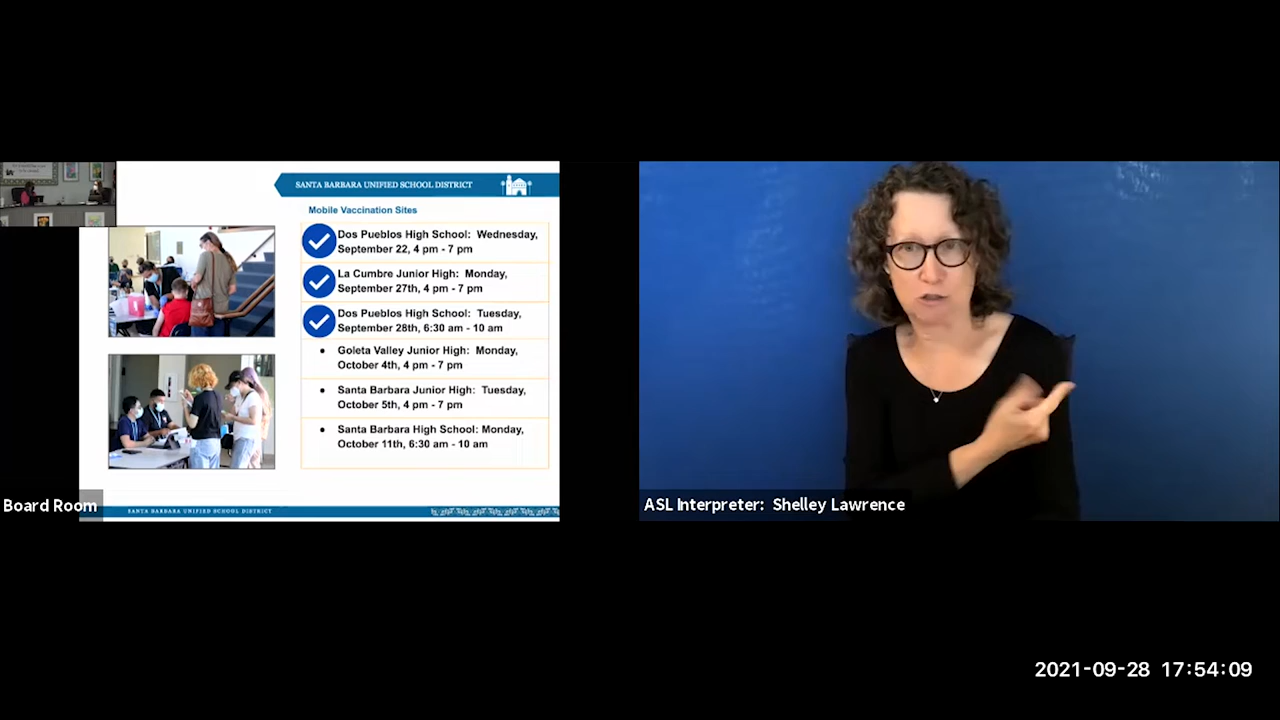 SANTA BARBARA UNIFIED SCHOOL DISTRICT
Mobile Vaccination Sites
Dos Pueblos High School: Wednesday,
September 22, 4 pm - 7 pm
La Cumbre Junior High: Monday,
September 27th, 4 pm - 7 pm
Dos Pueblos High School: Tuesday,
September 28th, 6:30 am - 10 am
• Goleta Valley Junior High: Monday,
October 4th, 4 pm - 7 pm
• Santa Barbara Junior High: Tuesday,
October 5th, 4 pm - 7 pm
• Santa Barbara High School: Monday,
October 11th, 6:30 am - 10 am
Board Room
SANTA BARBARA UNIFIED SCHOOL DISTRICT
ASL Interpreter: Shelley Lawrence
2021-09-28 17:54:09